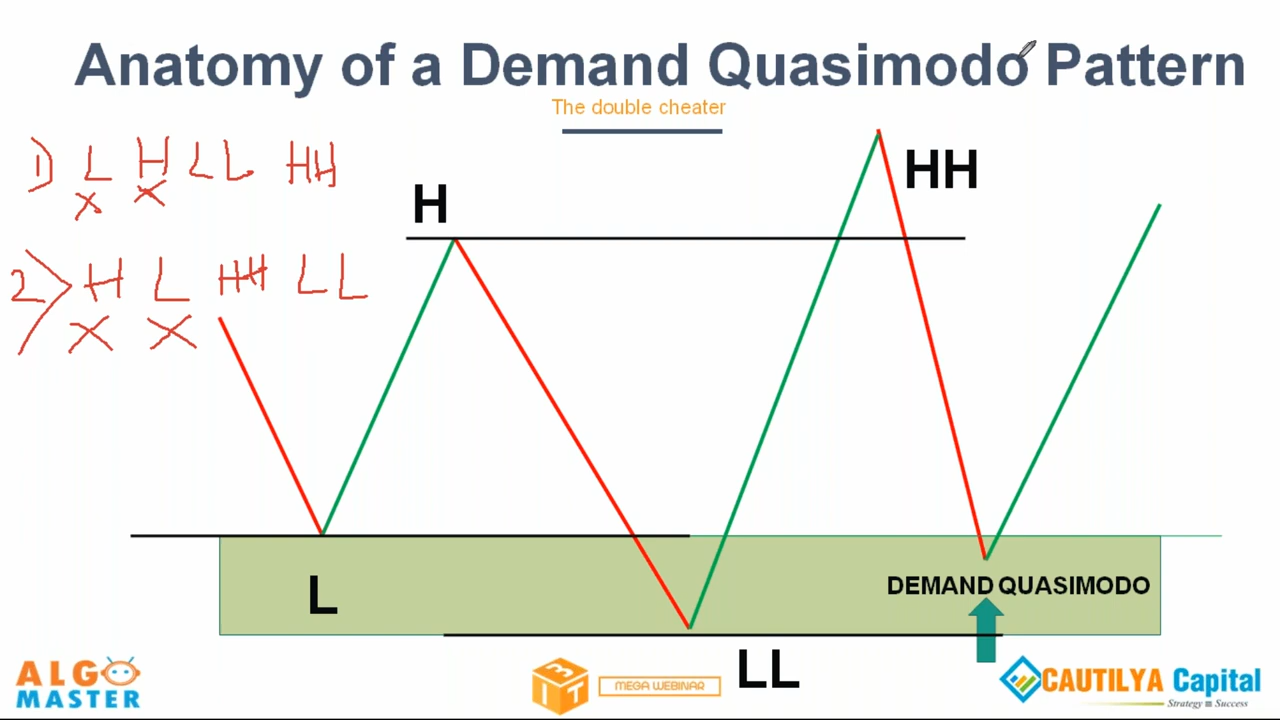 Anatomy of a Demand Quasimodo Pattern
The double cheater
1) L H LL HH
X X
2) H L HH LL
X X
H
HH
L
DEMAND QUASIMODO
LL
ALGO MASTER
BIT
MEGA WEBINAR
CAUTILYA Capital
Strategy = Success